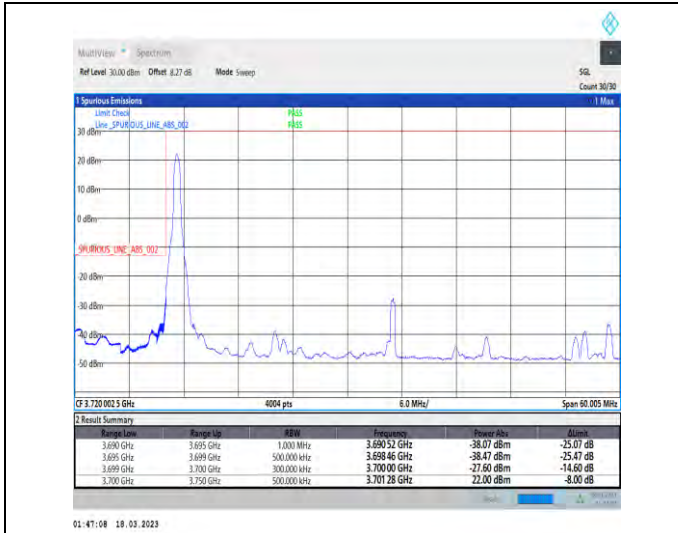 MultiView Spectrum
Ref Level 30.00 dBm Offset 8.27 dB Mode Sweep SGL
Count 30/30
1 Spurious Emissions 1 Max
Limit Check PASS
Line _SPURIOUS_LINE_ABS_002 PASS
30 dBm
20 dBm
10 dBm
0 dBm
_SPURIOUS_LINE_ABS_002
-20 dBm
-30 dBm
-40 dBm
-50 dBm
CF 3.720 002 5 GHz 4004 pts 6.0 MHz/ Span 60.005 MHz
2 Result Summary
Range Low Range Up RBW Frequency Power Abs ΔLimit
3.690 GHz 3.695 GHz 1.000 MHz 3.690 52 GHz -38.07 dBm -25.07 dB
3.695 GHz 3.699 GHz 500.000 kHz 3.698 46 GHz -38.47 dBm -25.47 dB
3.699 GHz 3.700 GHz 300.000 kHz 3.700 00 GHz -27.60 dBm -14.60 dB
3.700 GHz 3.750 GHz 500.000 kHz 3.701 28 GHz 22.00 dBm -8.00 dB
01:47:08 18.03.2023